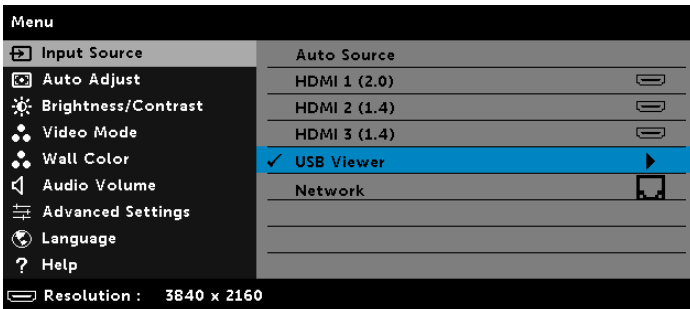 Menu
Input Source
Auto Adjust
Brightness/Contrast
Video Mode
Wall Color
Audio Volume
Advanced Settings
Language
? Help
Auto Source
HDMI 1 (2.0)
HDMI 2 (1.4)
HDMI 3 (1.4)
✓ USB Viewer
Network
Resolution : 3840 x 2160